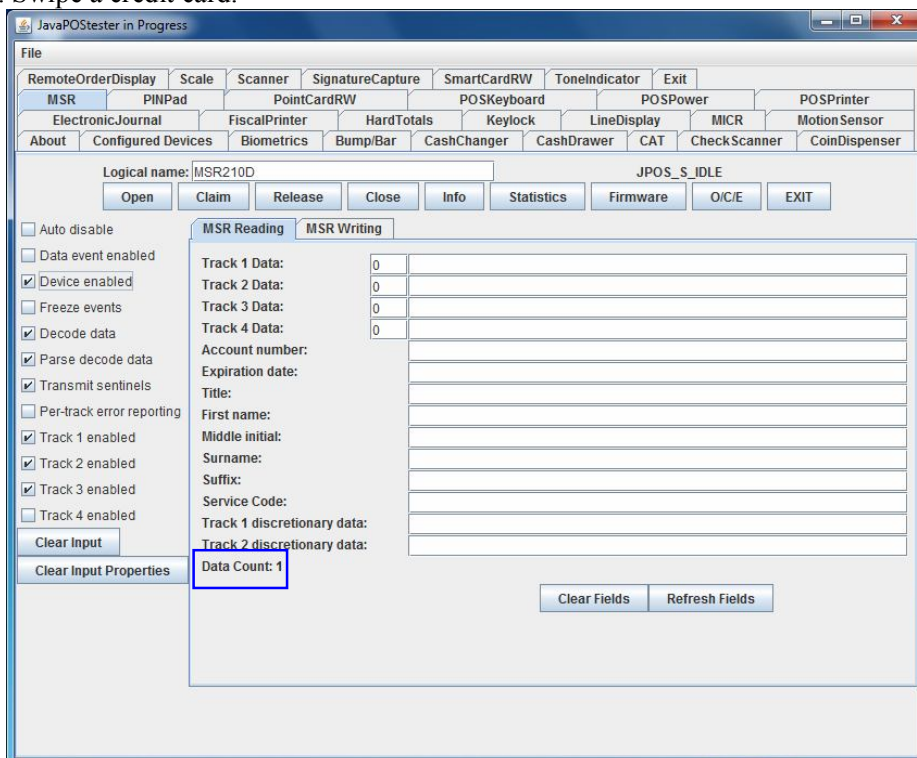 . Swipe a credit card.
JavaPOStester in Progress
File
RemoteOrderDisplay Scale Scanner SignatureCapture SmartCardRW ToneIndicator Exit
MSR PINPad PointCardRW POSKeyboard POSPower POSPrinter
ElectronicJournal FiscalPrinter HardTotals Keylock LineDisplay MICR MotionSensor
About Configured Devices Biometrics Bump/Bar CashChanger CashDrawer CAT CheckScanner CoinDispenser
Logical name: MSR210D JPOS_S_IDLE
Open Claim Release Close Info Statistics Firmware O/C/E EXIT
Auto disable
Data event enabled
Device enabled
Freeze events
Decode data
Parse decode data
Transmit sentinels
Per-track error reporting
Track 1 enabled
Track 2 enabled
Track 3 enabled
Track 4 enabled
Clear Input
Clear Input Properties
MSR Reading MSR Writing
Track 1 Data: 0
Track 2 Data: 0
Track 3 Data: 0
Track 4 Data: 0
Account number:
Expiration date:
Title:
First name:
Middle initial:
Surname:
Suffix:
Service Code:
Track 1 discretionary data:
Track 2 discretionary data:
Data Count: 1
Clear Fields Refresh Fields